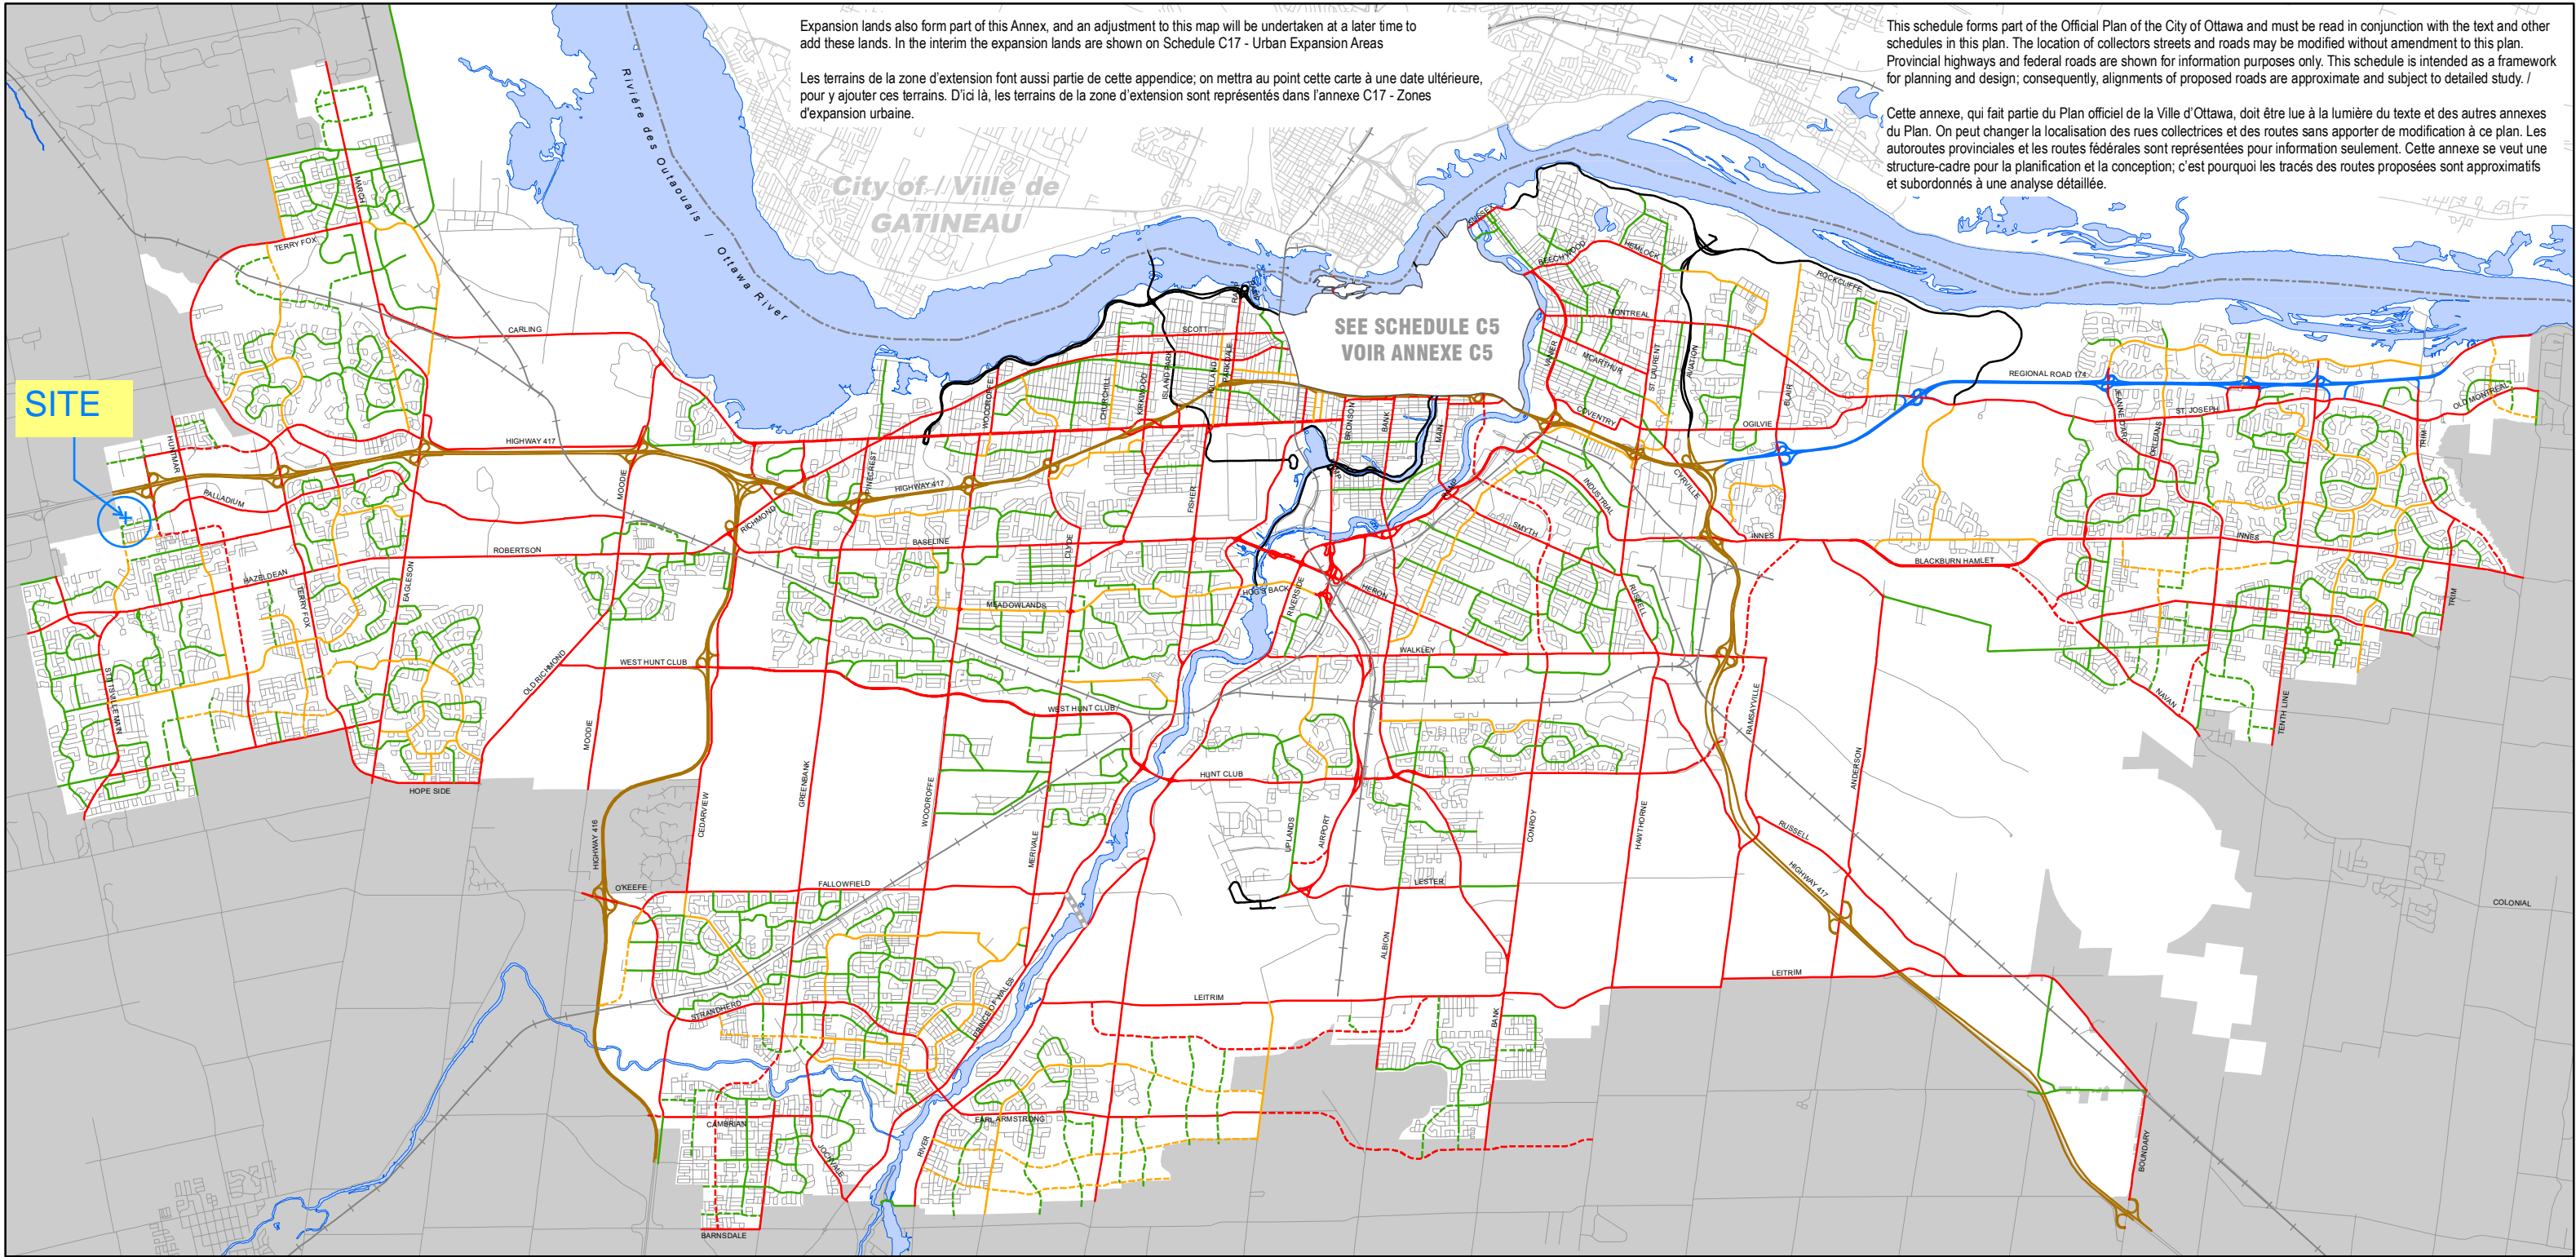 Expansion lands also form part of this Annex, and an adjustment to this map will be undertaken at a later time to
add these lands. In the interim the expansion lands are shown on Schedule C17 - Urban Expansion Areas
Les terrains de la zone d'extension font aussi partie de cette appendice; on mettra au point cette carte à une date ultérieure,
pour y ajouter ces terrains. D'ici là, les terrains de la zone d'extension sont représentés dans l'annexe C17 - Zones
d'expansion urbaine.
This schedule forms part of the Official Plan of the City of Ottawa and must be read in conjunction with the text and other
schedules in this plan. The location of collectors streets and roads may be modified without amendment to this plan.
Provincial highways and federal roads are shown for information purposes only. This schedule is intended as a framework
for planning and design; consequently, alignments of proposed roads are approximate and subject to detailed study. /
Cette annexe, qui fait partie du Plan officiel de la Ville d'Ottawa, doit être lue à la lumière du texte et des autres annexes
du Plan. On peut changer la localisation des rues collectrices et des routes sans apporter de modification à ce plan. Les
autoroutes provinciales et les routes fédérales sont représentées pour information seulement. Cette annexe se veut une
structure-cadre pour la planification et la conception; c'est pourquoi les tracés des routes proposées sont approximatifs
et subordonnés à une analyse détaillée.
Rivière des Outaouais / Ottawa River
City of / Ville de
GATINEAU
SEE SCHEDULE C5
VOIR ANNEXE C5
SITE
MARCH
TERRY FOX
CARLING
HUNTMAR
HIGHWAY 417
PALLADIUM
MOODIE
ROBERTSON
HAZELDEAN
TERRY FOX
EAGLESON
STITTSVILLE MAIN
OLD RICHMOND
HOPE SIDE
MOODIE
WEST HUNT CLUB
RICHMOND
PINECREST
HIGHWAY 417
WOODROFFE
CHURCHILL
KIRKWOOD
ISLAND PARK
HOLLAND
PARKDALE
SCOTT
BASELINE
CLYDE
FISHER
MEADOWLANDS
HOG'S BACK
RIVERSIDE
HERON
BRONSON
BANK
MAIN
WEST HUNT CLUB
HUNT CLUB
WALKLEY
SMYTH
INDUSTRIAL
RUSSELL
CYRVILLE
COVENTRY
OGILVIE
BLAIR
AVIATION
ST. LAURENT
MCARTHUR
MONTREAL
VANIER
BEECHWOOD
HEMLOCK
SUSSEX
ROCKCLIFFE
REGIONAL ROAD 174
JEANNE D'ARC
ST. JOSEPH
ORLEANS
OLD MONTREAL
TRIM
INNES
INNES
BLACKBURN HAMLET
TRIM
NAVAN
TENTH LINE
COLONIAL
RAMSAYVILLE
ANDERSON
RUSSELL
HIGHWAY 417
HAWTHORNE
CONROY
LESTER
ALBION
AIRPORT
UPLANDS
LEITRIM
LEITRIM
BANK
BOUNDARY
HIGHWAY 416
CEDARVIEW
GREENBANK
WOODROFFE
MERIVALE
O'KEEFE
FALLOWFIELD
STRANDHERD
PRINCE OF WALES
EARL ARMSTRONG
RIVER
CAMBRIAN
JOCKVALE
BARNSDALE